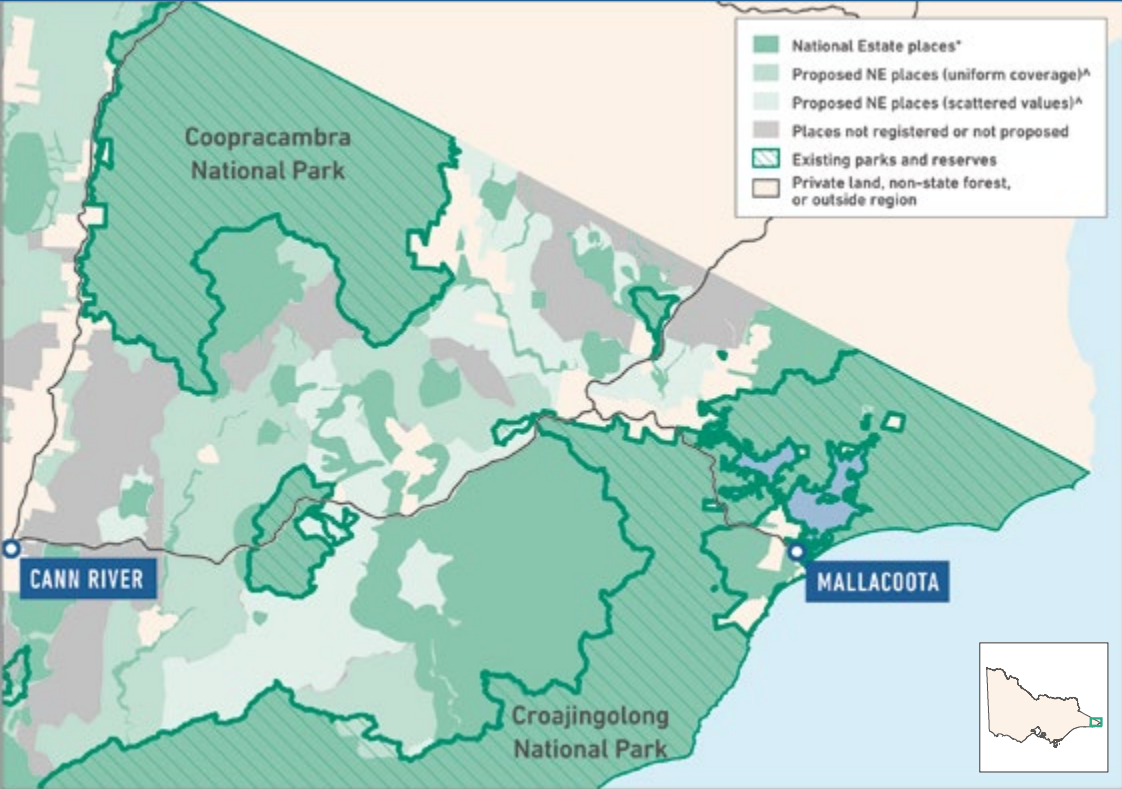 National Estate places*
Proposed NE places (uniform coverage)^
Proposed NE places (scattered values)^
Places not registered or not proposed
Existing parks and reserves
Private land, non-state forest,
or outside region
Coopracambra
National Park
CANN RIVER
MALLACOOTA
Croajingolong
National Park